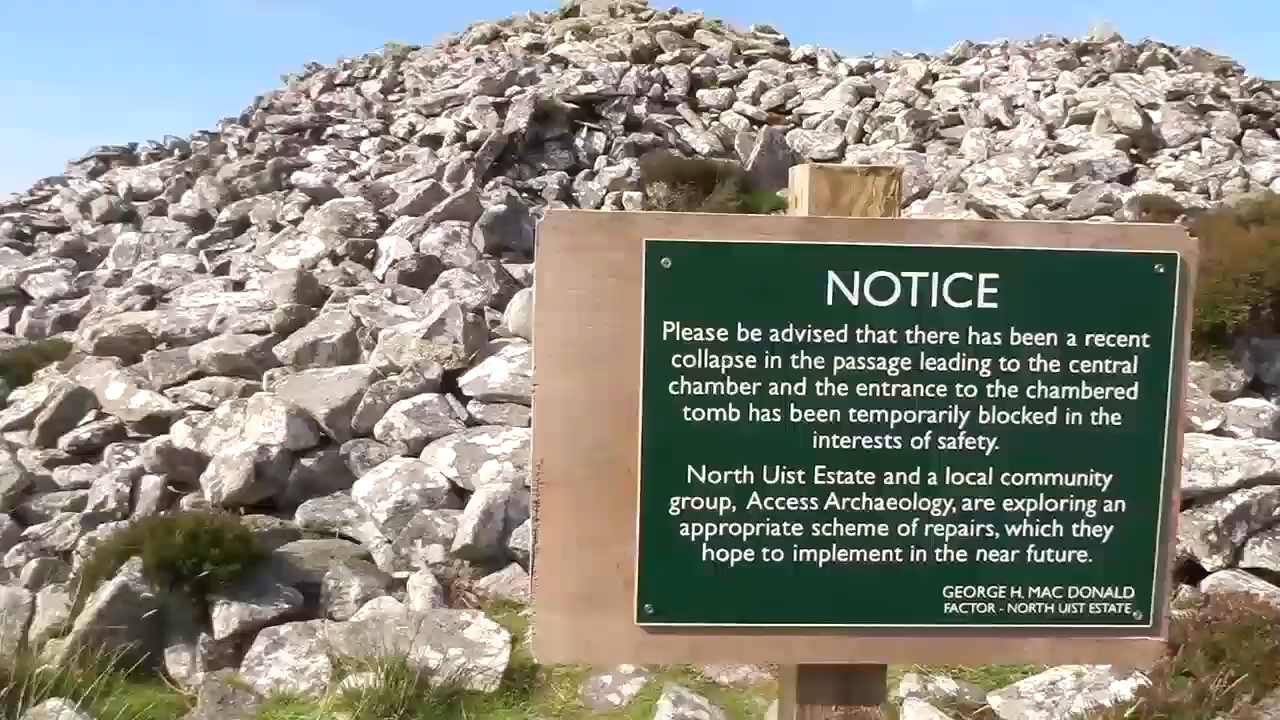 NOTICE
Please be advised that there has been a recent
collapse in the passage leading to the central
chamber and the entrance to the chambered
tomb has been temporarily blocked in the
interests of safety.
North Uist Estate and a local community
group, Access Archaeology, are exploring an
appropriate scheme of repairs, which they
hope to implement in the near future.
GEORGE H. MAC DONALD
FACTOR - NORTH UIST ESTATE.